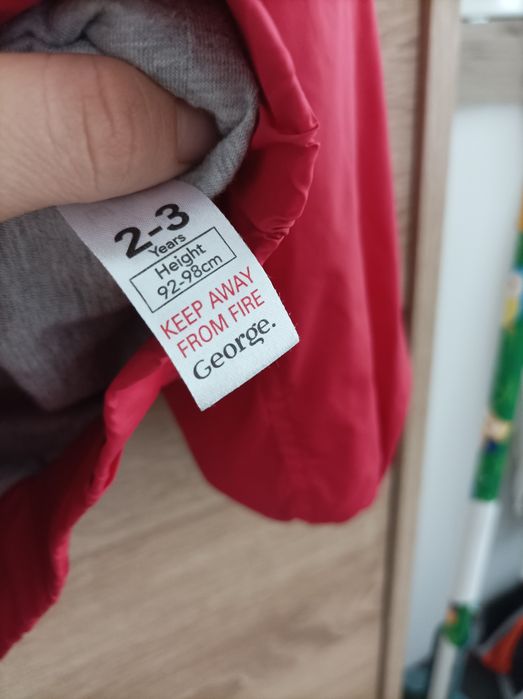 2-3
Years
Height
92-98cm
KEEP AWAY
FROM FIRE
George.